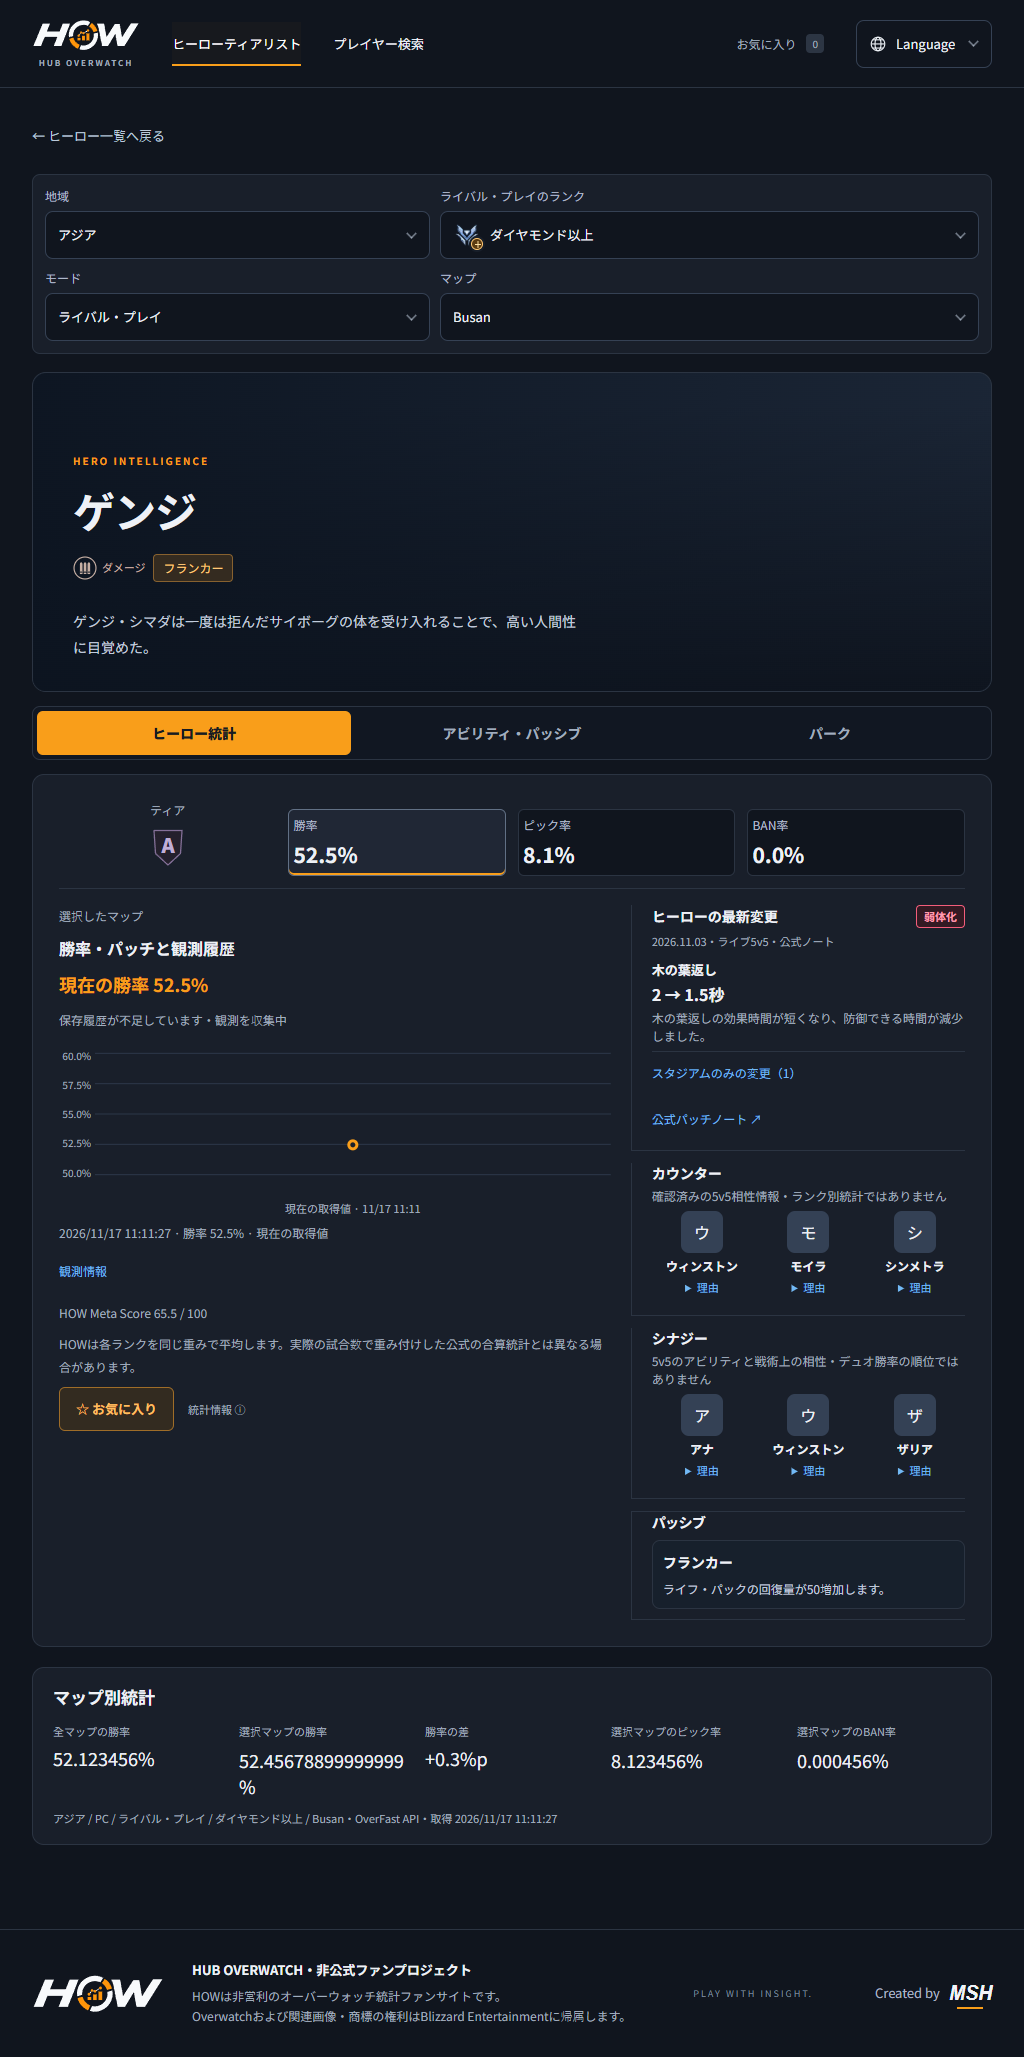 HOW
HUB OVERWATCH
ヒーローティアリスト
プレイヤー検索
お気に入り 0
Language
← ヒーロー一覧へ戻る
地域
ライバル・プレイのランク
アジア
ダイヤモンド以上
モード
マップ
ライバル・プレイ
Busan
HERO INTELLIGENCE
ゲンジ
ダメージ フランカー
ゲンジ・シマダは一度は拒んだサイボーグの体を受け入れることで、高い人間性
に目覚めた。
ヒーロー統計
アビリティ・パッシブ
パーク
ティア
A
勝率
52.5%
ピック率
8.1%
BAN率
0.0%
選択したマップ
勝率・パッチと観測履歴
現在の勝率 52.5%
保存履歴が不足しています・観測を収集中
60.0%
57.5%
55.0%
52.5%
50.0%
現在の取得値 · 11/17 11:11
2026/11/17 11:11:27 · 勝率 52.5% · 現在の取得値
観測情報
HOW Meta Score 65.5 / 100
HOWは各ランクを同じ重みで平均します。実際の試合数で重み付けした公式の合算統計とは異なる場
合があります。
☆ お気に入り
統計情報 ⓘ
ヒーローの最新変更
弱体化
2026.11.03・ライブ5v5・公式ノート
木の葉返し
2 → 1.5秒
木の葉返しの効果時間が短くなり、防御できる時間が減少
しました。
スタジアムのみの変更（1）
公式パッチノート ↗
カウンター
確認済みの5v5相性情報・ランク別統計ではありません
ウ
モ
シ
ウィンストン
モイラ
シンメトラ
▶ 理由
▶ 理由
▶ 理由
シナジー
5v5のアビリティと戦術上の相性・デュオ勝率の順位では
ありません
ア
ウ
ザ
アナ
ウィンストン
ザリア
▶ 理由
▶ 理由
▶ 理由
パッシブ
フランカー
ライフ・パックの回復量が50増加します。
マップ別統計
全マップの勝率
選択マップの勝率
勝率の差
選択マップのピック率
選択マップのBAN率
52.123456%
52.45678899999999
%
+0.3%p
8.123456%
0.000456%
アジア / PC / ライバル・プレイ / ダイヤモンド以上 / Busan・OverFast API・取得 2026/11/17 11:11:27
HOW
HUB OVERWATCH・非公式ファンプロジェクト
HOWは非営利のオーバーウォッチ統計ファンサイトです。
Overwatchおよび関連画像・商標の権利はBlizzard Entertainmentに帰属します。
PLAY WITH INSIGHT.
Created by MSH